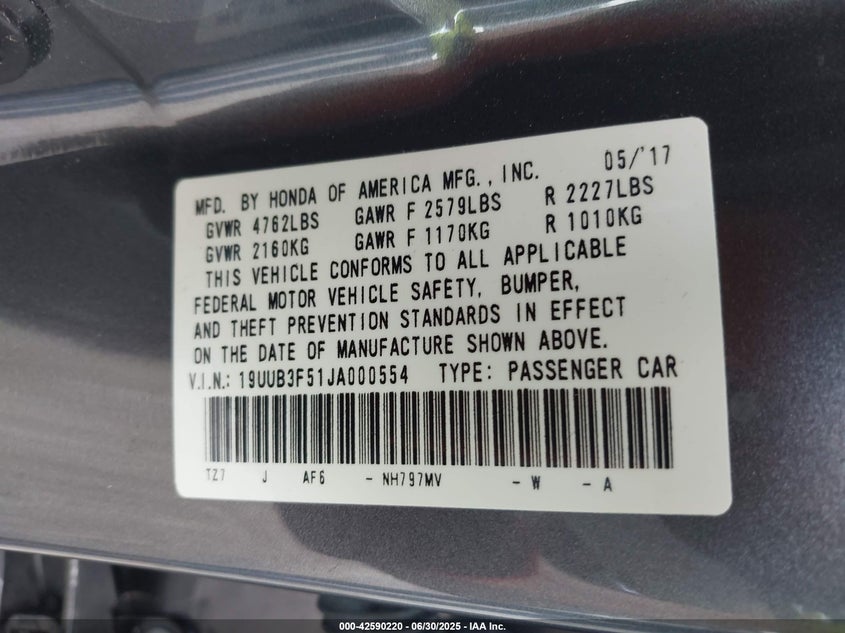 MFD. BY HONDA OF AMERICA MFG., INC. 05/'17
GVWR 4762LBS GAWR F 2579LBS R 2227LBS
GVWR 2160KG GAWR F 1170KG R 1010KG
THIS VEHICLE CONFORMS TO ALL APPLICABLE
FEDERAL MOTOR VEHICLE SAFETY, BUMPER,
AND THEFT PREVENTION STANDARDS IN EFFECT
ON THE DATE OF MANUFACTURE SHOWN ABOVE.
V.I.N.: 19UUB3F51JA000554 TYPE: PASSENGER CAR
TZ7 J AF6 - NH797MV - W - A
000-42590220 - 06/30/2025 - IAA Inc.